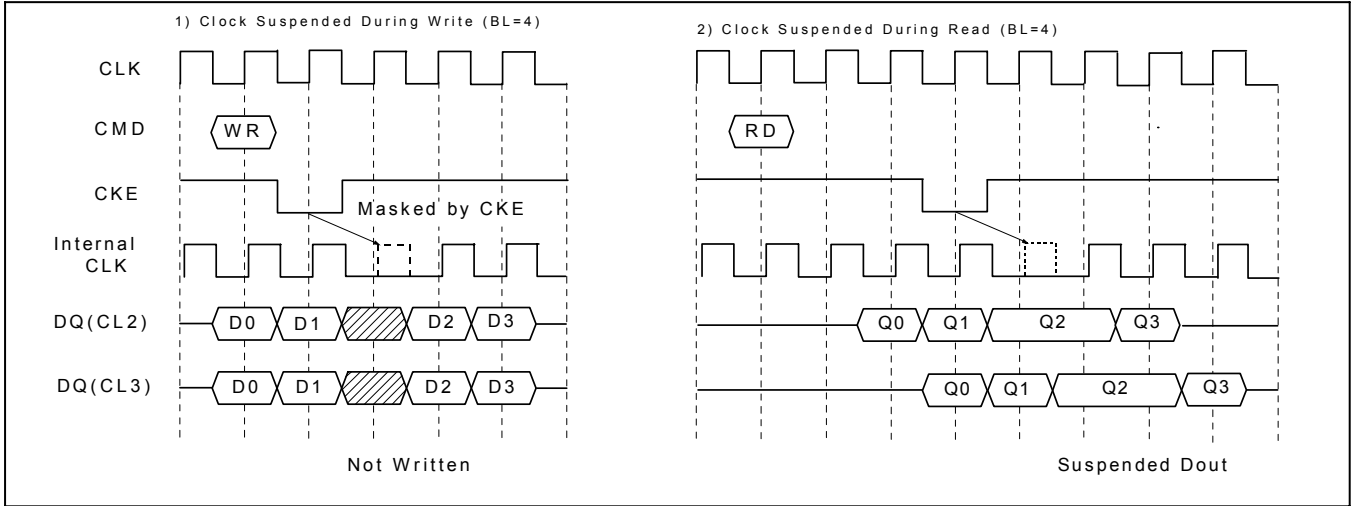 1) Clock Suspended During Write (BL=4)
2) Clock Suspended During Read (BL=4)
CLK
CMD
WR
RD
CKE
Masked by CKE
Internal
CLK
DQ(CL2)
D0 D1 D2 D3
Q0 Q1 Q2 Q3
DQ(CL3)
D0 D1 D2 D3
Q0 Q1 Q2 Q3
Not Written
Suspended Dout